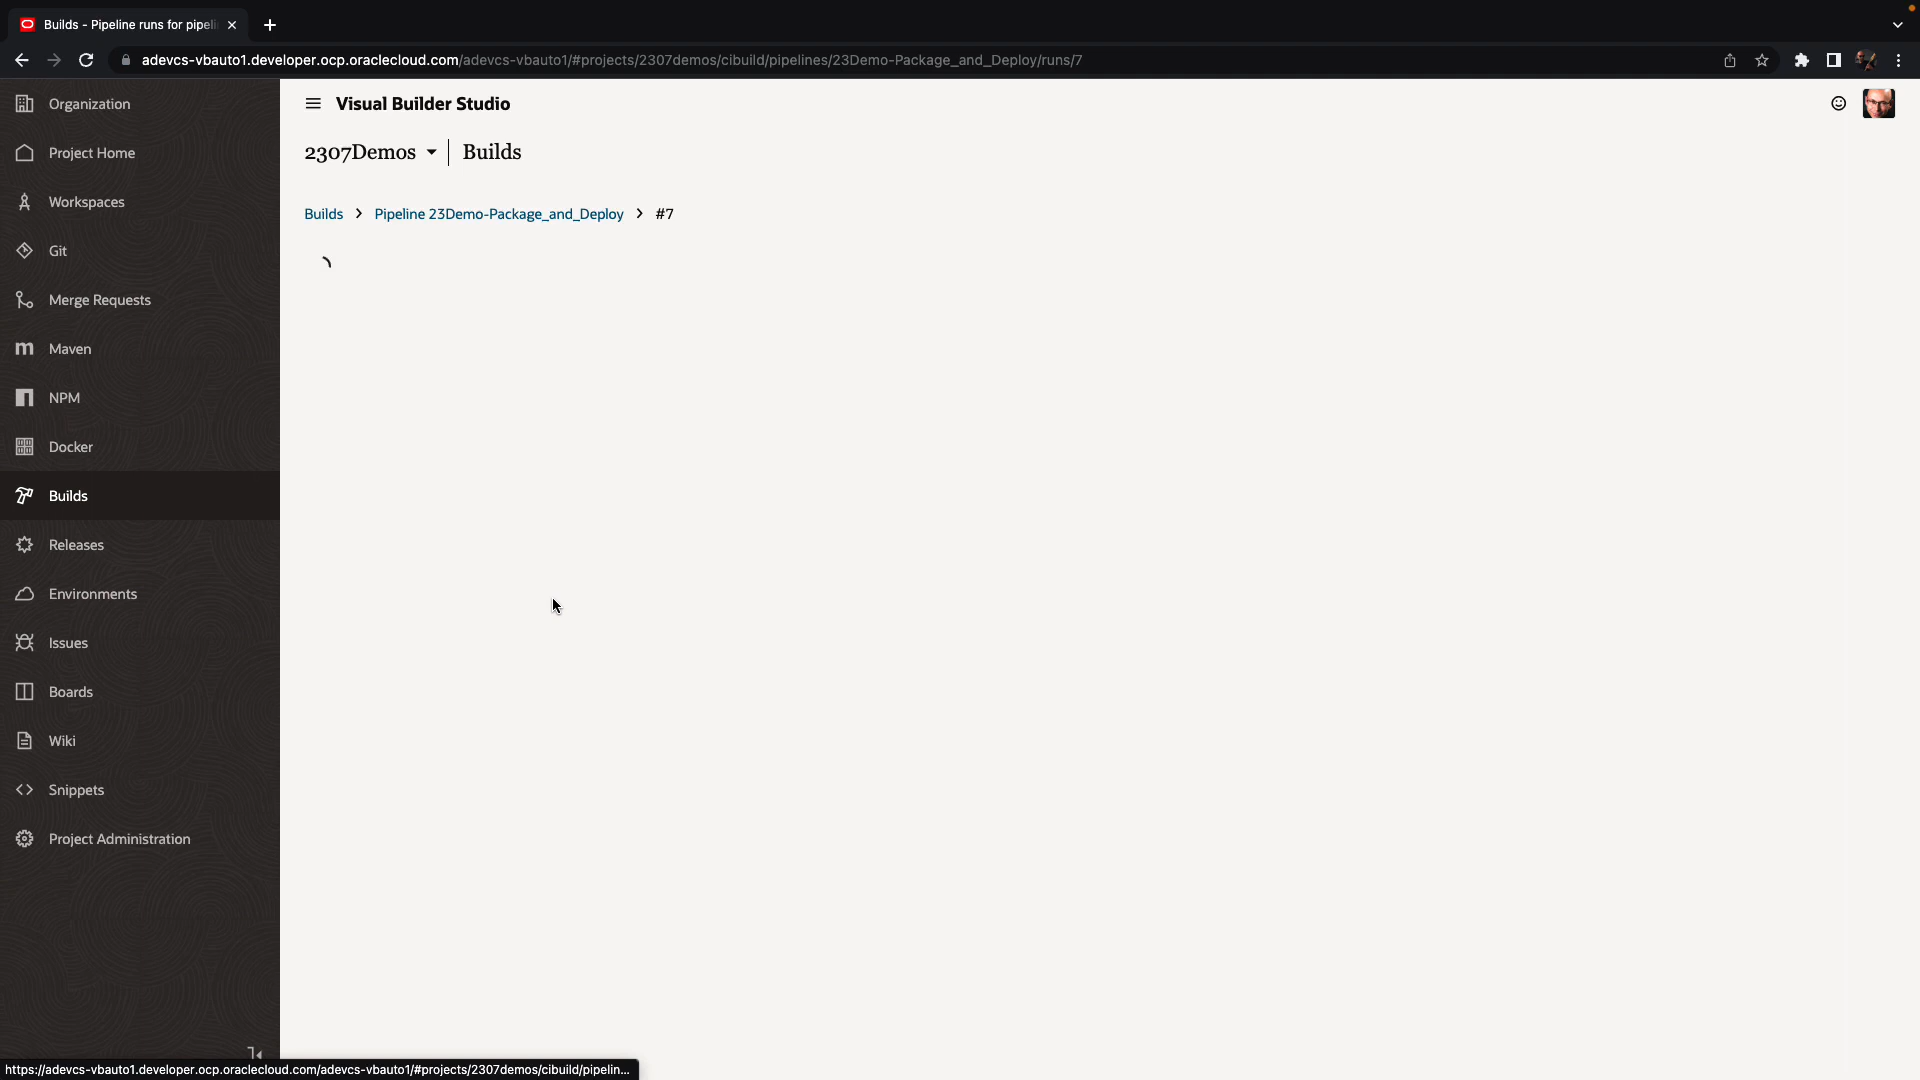 Builds - Pipeline runs for pipeli
adevcs-vbauto1.developer.ocp.oraclecloud.com/adevcs-vbauto1/#projects/2307demos/cibuild/pipelines/23Demo-Package_and_Deploy/runs/7
Organization
Visual Builder Studio
Project Home
2307Demos
Builds
Workspaces
Builds
Pipeline 23Demo-Package_and_Deploy
#7
Git
Merge Requests
Maven
NPM
Docker
Builds
Releases
Environments
Issues
Boards
Wiki
Snippets
Project Administration
https://adevcs-vbauto1.developer.ocp.oraclecloud.com/adevcs-vbauto1/#projects/2307demos/cibuild/pipelin...